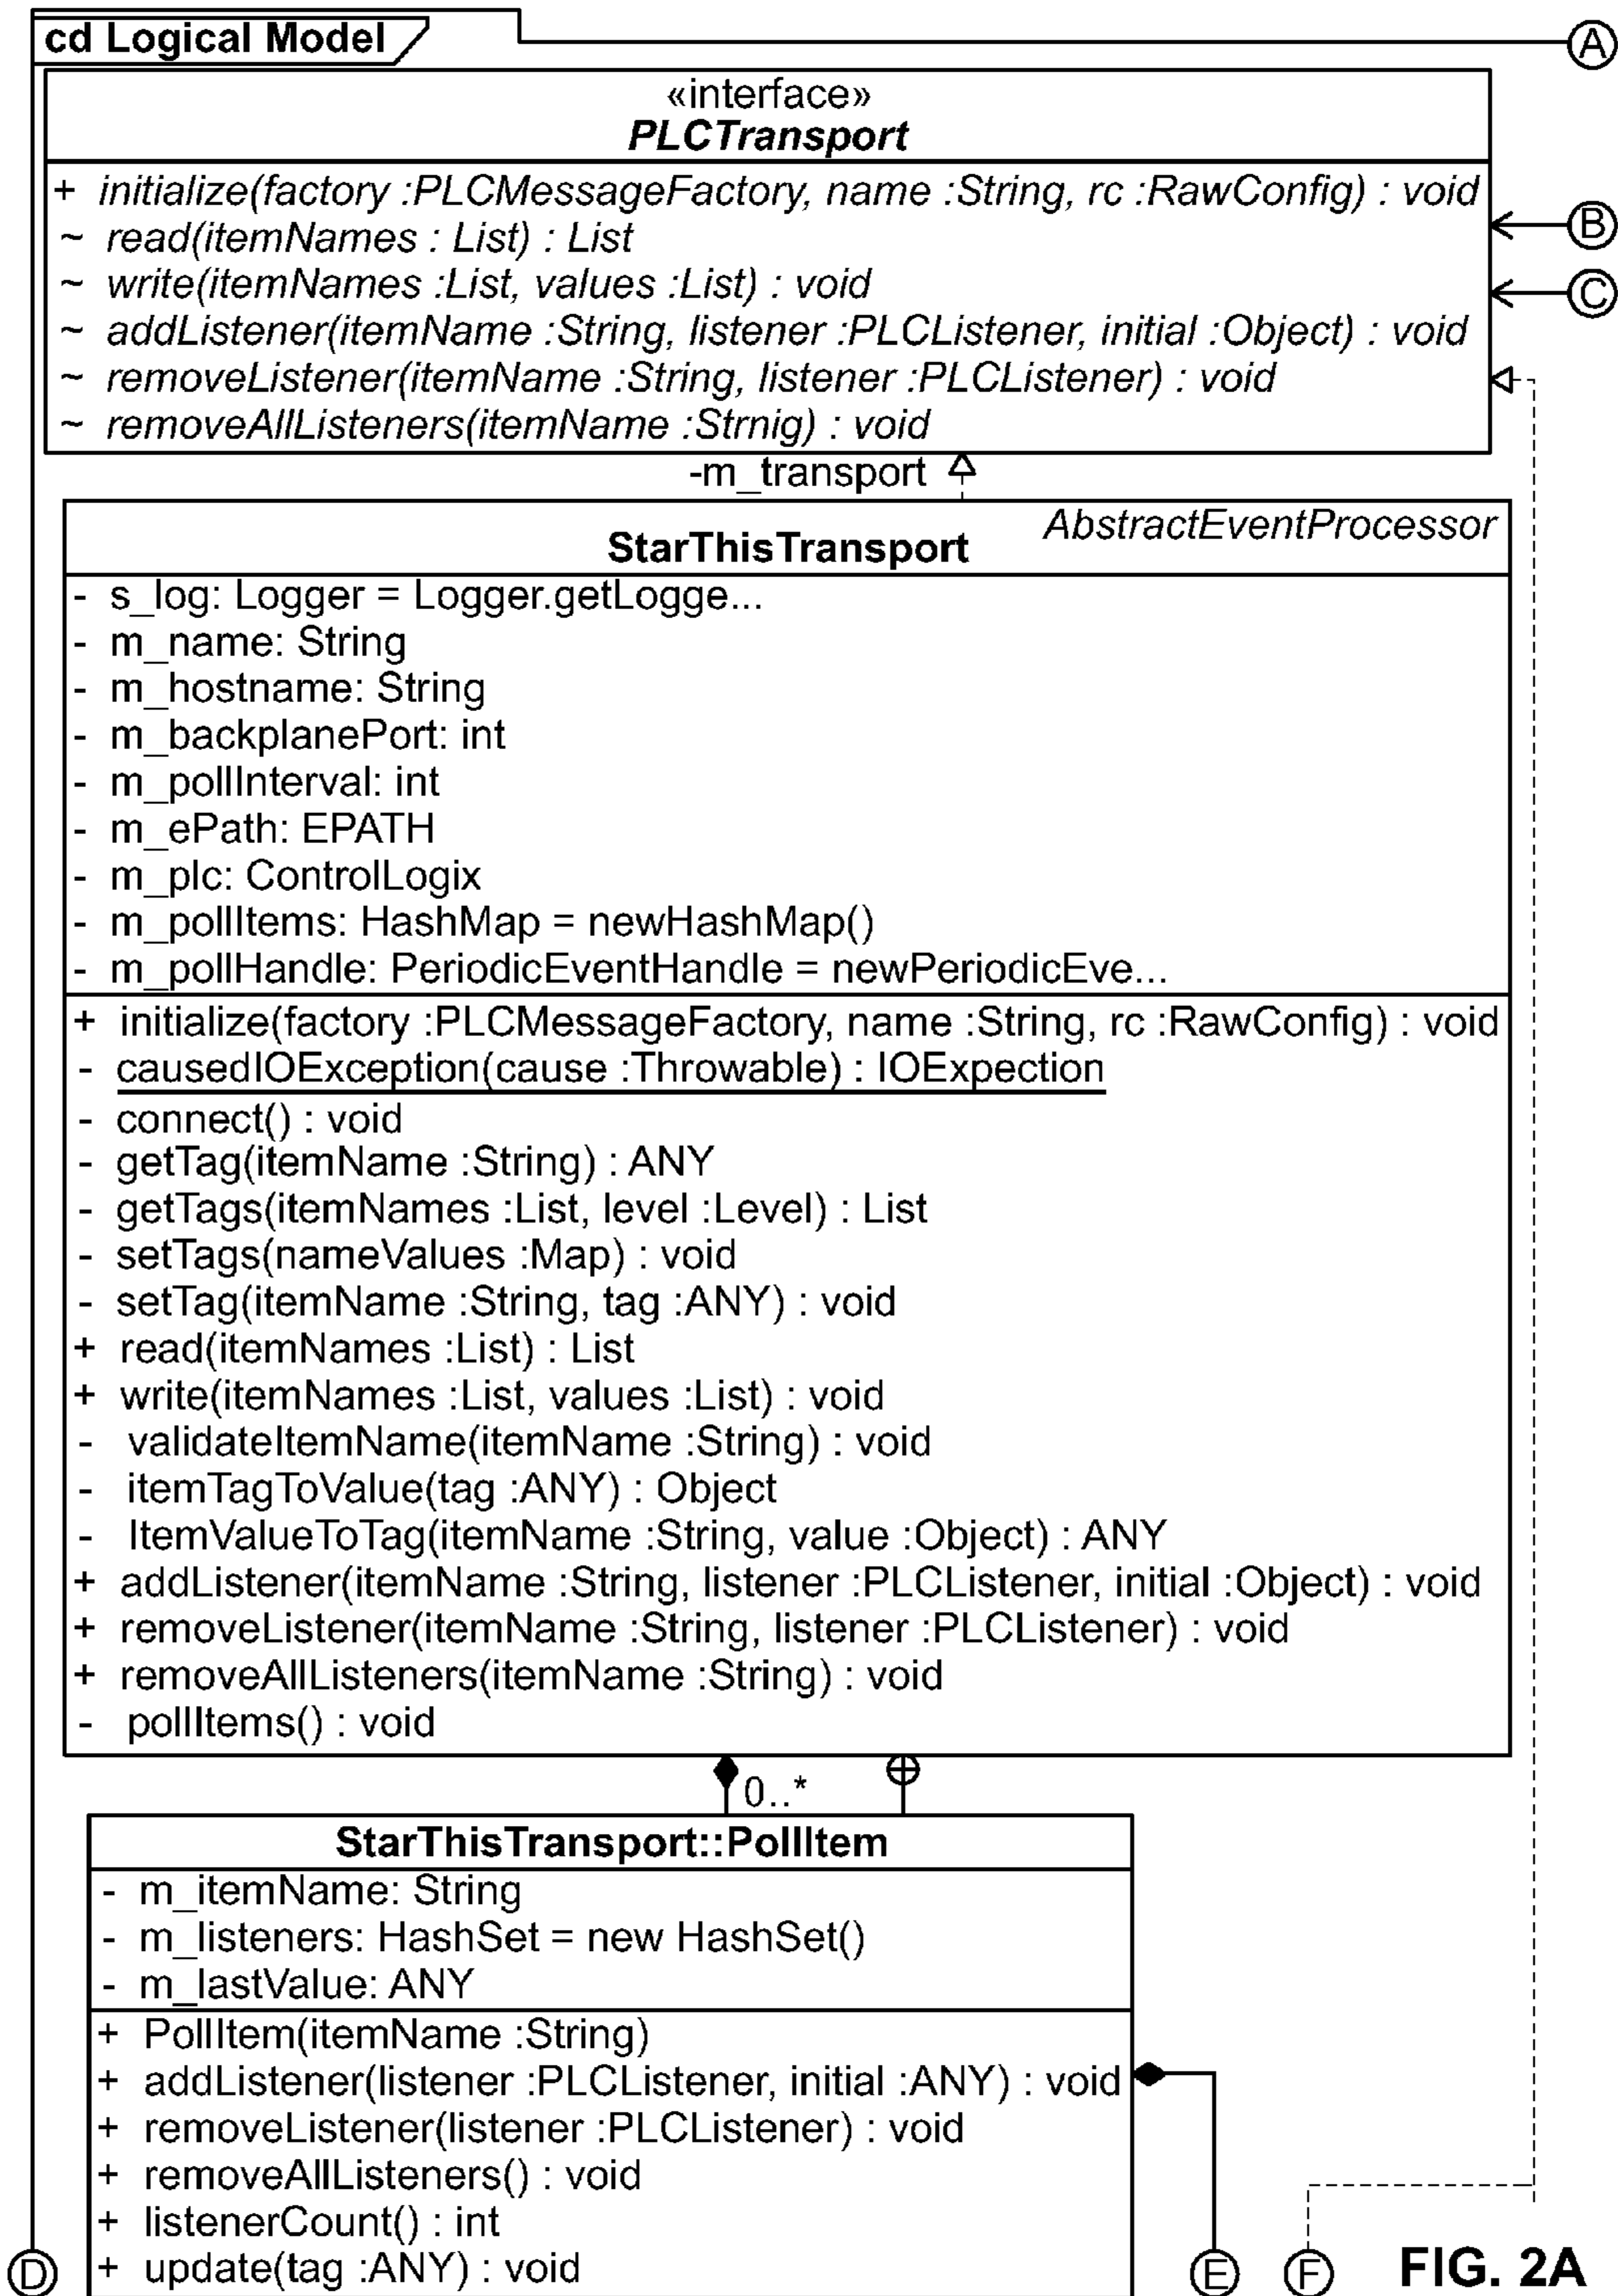 cd Logical Model
A
«interface»
PLCTransport
+ initialize(factory :PLCMessageFactory, name :String, rc :RawConfig) : void
~ read(itemNames : List) : List
B
~ write(itemNames :List, values :List) : void
C
~ addListener(itemName :String, listener :PLCListener, initial :Object) : void
~ removeListener(itemName :String, listener :PLCListener) : void
~ removeAllListeners(itemName :Strnig) : void
-m_transport
AbstractEventProcessor
StarThisTransport
- s_log: Logger = Logger.getLogge...
- m_name: String
- m_hostname: String
- m_backplanePort: int
- m_pollInterval: int
- m_ePath: EPATH
- m_plc: ControlLogix
- m_pollItems: HashMap = newHashMap()
- m_pollHandle: PeriodicEventHandle = newPeriodicEve...
+ initialize(factory :PLCMessageFactory, name :String, rc :RawConfig) : void
- causedIOException(cause :Throwable) : IOExpection
- connect() : void
- getTag(itemName :String) : ANY
- getTags(itemNames :List, level :Level) : List
- setTags(nameValues :Map) : void
- setTag(itemName :String, tag :ANY) : void
+ read(itemNames :List) : List
+ write(itemNames :List, values :List) : void
- validateItemName(itemName :String) : void
- itemTagToValue(tag :ANY) : Object
- ItemValueToTag(itemName :String, value :Object) : ANY
+ addListener(itemName :String, listener :PLCListener, initial :Object) : void
+ removeListener(itemName :String, listener :PLCListener) : void
+ removeAllListeners(itemName :String) : void
- pollItems() : void
0..*
StarThisTransport::PollItem
- m_itemName: String
- m_listeners: HashSet = new HashSet()
- m_lastValue: ANY
+ PollItem(itemName :String)
+ addListener(listener :PLCListener, initial :ANY) : void
+ removeListener(listener :PLCListener) : void
+ removeAllListeners() : void
+ listenerCount() : int
+ update(tag :ANY) : void
D
E
F
FIG. 2A